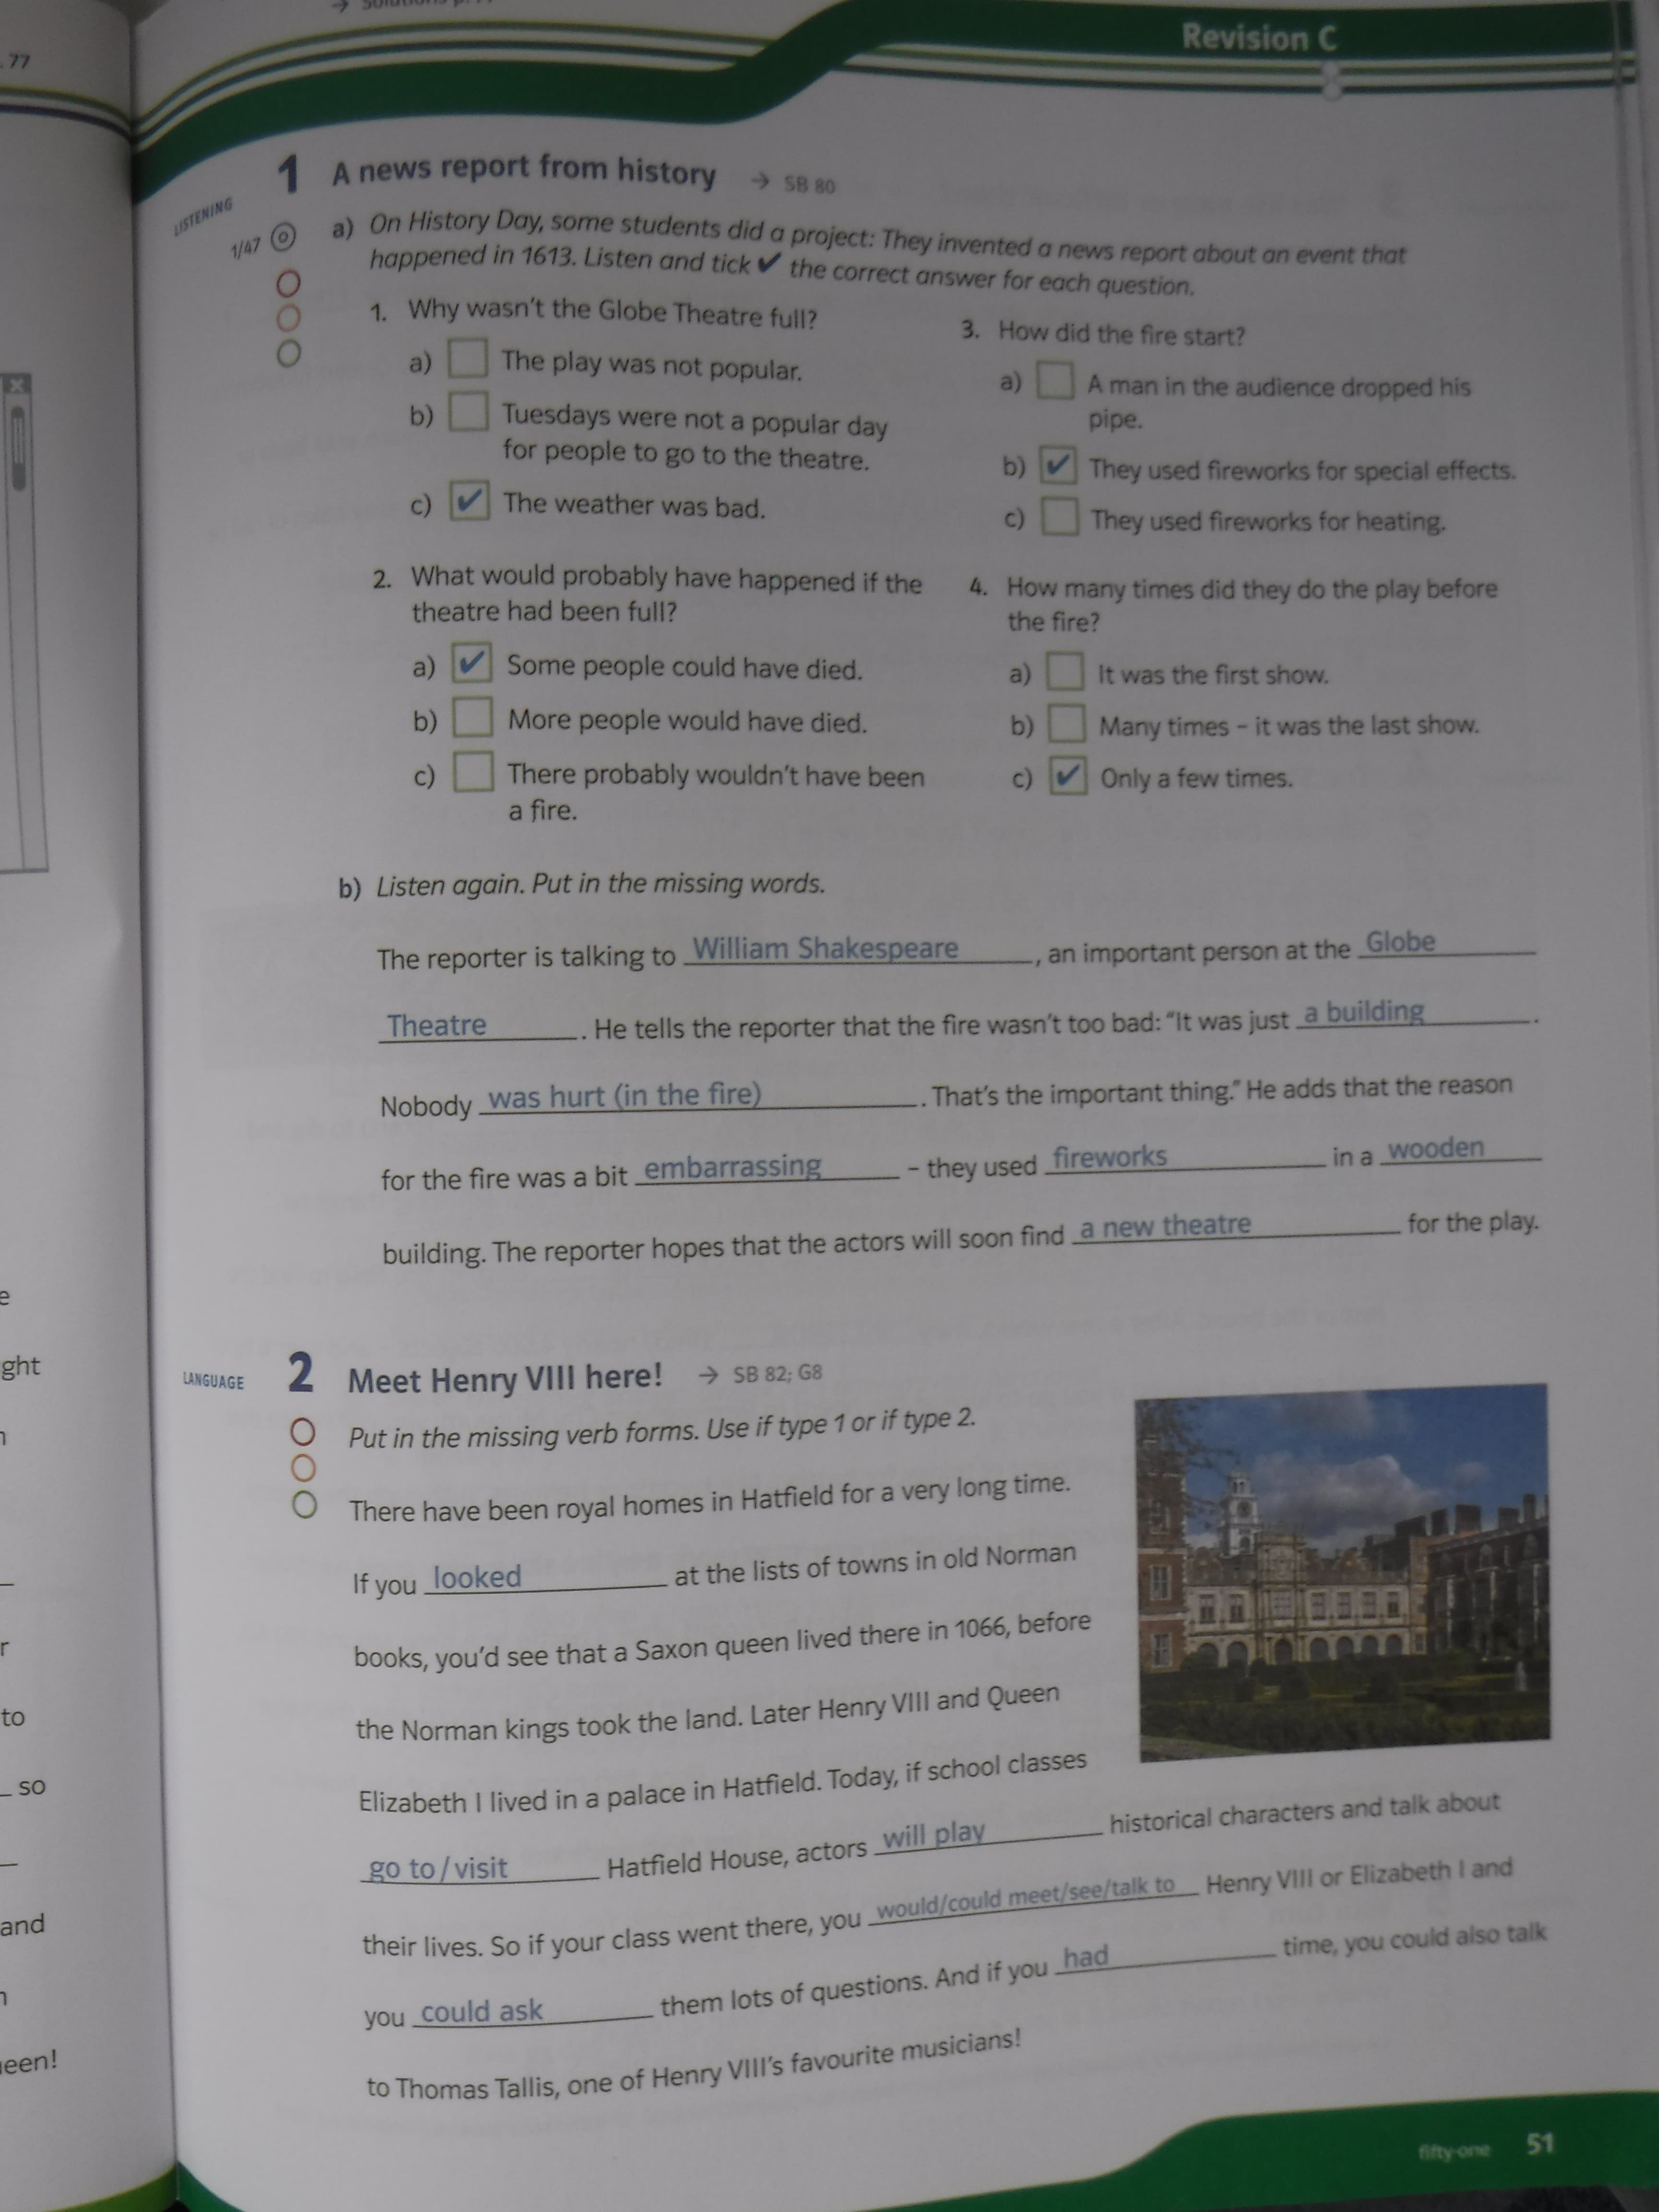 . 77
Revision C
LISTENING
1 A news report from history → SB 80
1/47
a) On History Day, some students did a project: They invented a news report about an event that
happened in 1613. Listen and tick ✔ the correct answer for each question.
1. Why wasn't the Globe Theatre full?
a) The play was not popular.
b) Tuesdays were not a popular day
for people to go to the theatre.
c) ✔ The weather was bad.
2. What would probably have happened if the
theatre had been full?
a) ✔ Some people could have died.
b) More people would have died.
c) There probably wouldn't have been
a fire.
3. How did the fire start?
a) A man in the audience dropped his
pipe.
b) ✔ They used fireworks for special effects.
c) They used fireworks for heating.
4. How many times did they do the play before
the fire?
a) It was the first show.
b) Many times – it was the last show.
c) ✔ Only a few times.
b) Listen again. Put in the missing words.
The reporter is talking to William Shakespeare, an important person at the Globe
Theatre. He tells the reporter that the fire wasn't too bad: "It was just a building.
Nobody was hurt (in the fire). That's the important thing." He adds that the reason
for the fire was a bit embarrassing – they used fireworks in a wooden
building. The reporter hopes that the actors will soon find a new theatre for the play.
LANGUAGE
2 Meet Henry VIII here! → SB 82; G8
Put in the missing verb forms. Use if type 1 or if type 2.
There have been royal homes in Hatfield for a very long time.
If you looked at the lists of towns in old Norman
books, you'd see that a Saxon queen lived there in 1066, before
the Norman kings took the land. Later Henry VIII and Queen
Elizabeth I lived in a palace in Hatfield. Today, if school classes
go to / visit Hatfield House, actors will play historical characters and talk about
their lives. So if your class went there, you would/could meet/see/talk to Henry VIII or Elizabeth I and
you could ask them lots of questions. And if you had time, you could also talk
to Thomas Tallis, one of Henry VIII's favourite musicians!
fifty-one 51
ght
to
so
and
een!